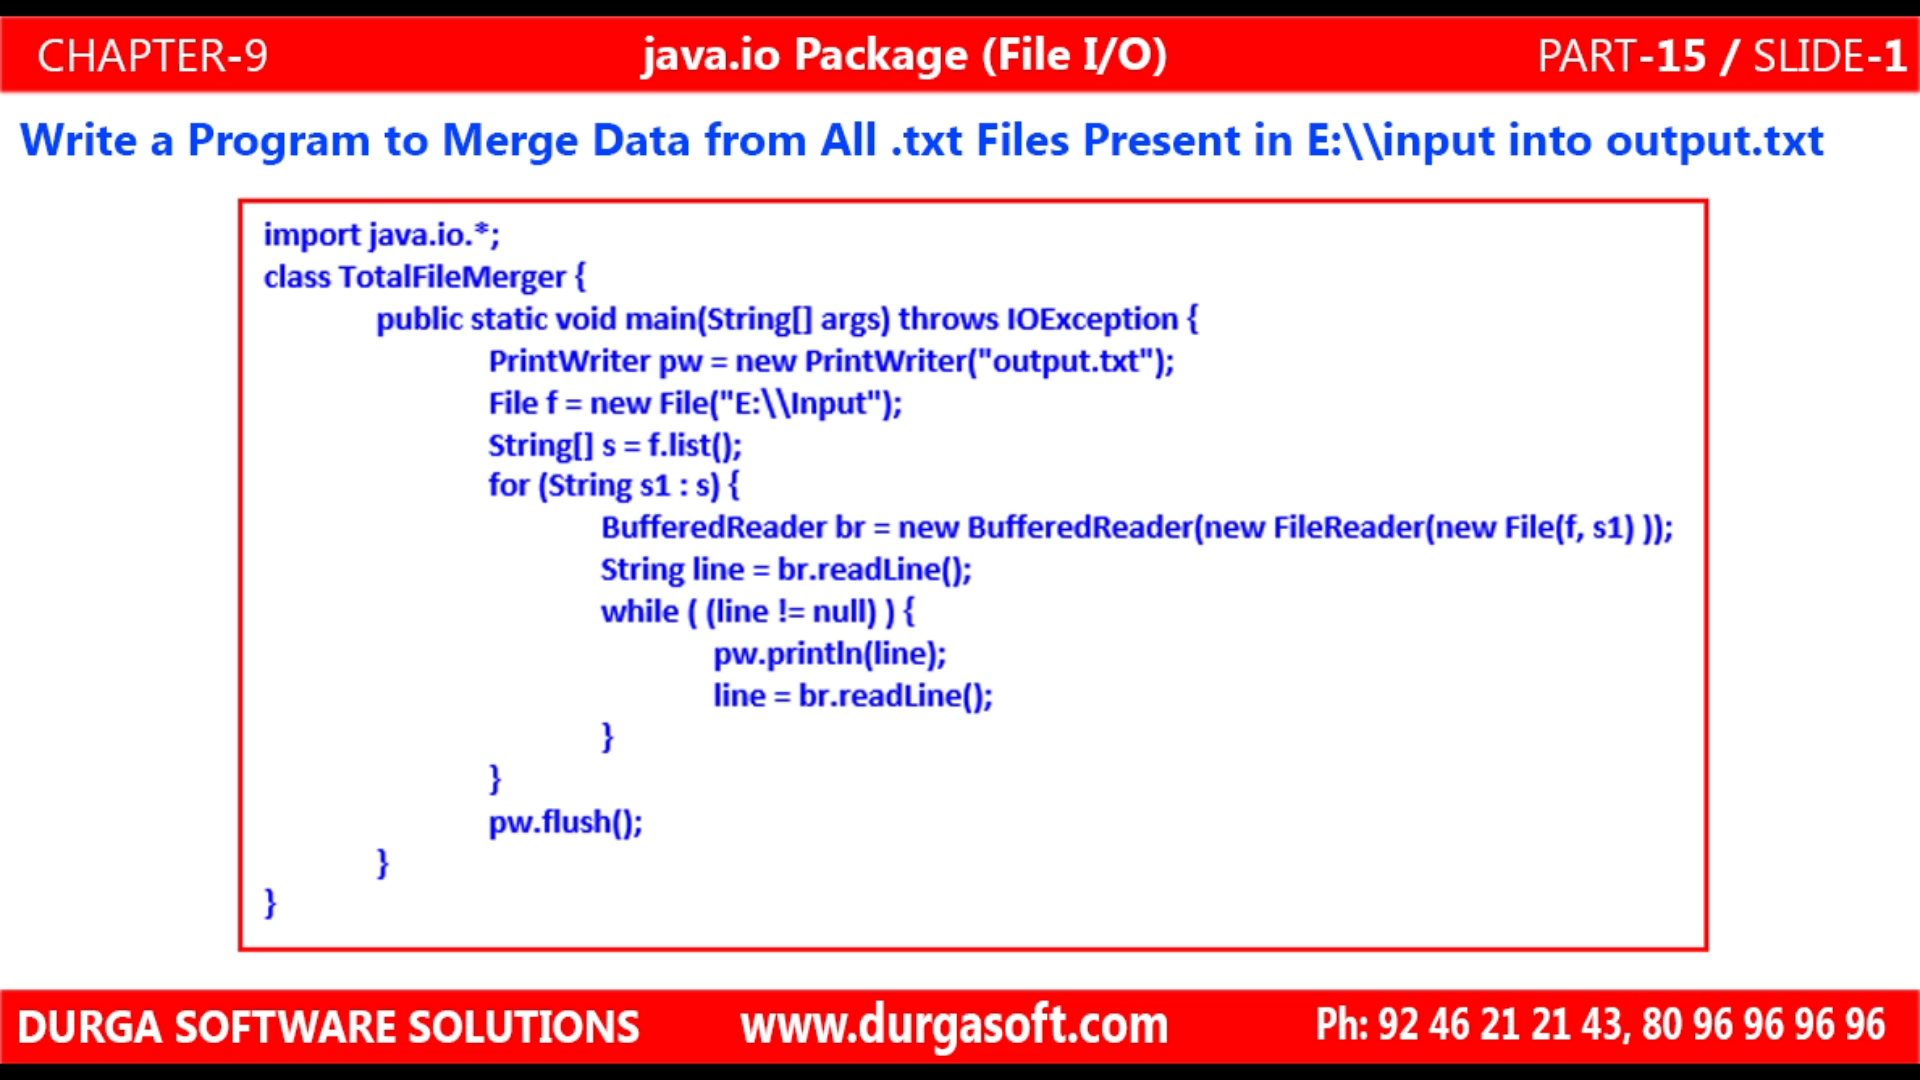 CHAPTER-9
java.io Package (File I/O)
PART-15 / SLIDE-1
Write a Program to Merge Data from All .txt Files Present in E:\\input into output.txt
import java.io.*;
class TotalFileMerger {
public static void main(String[] args) throws IOException {
PrintWriter pw = new PrintWriter("output.txt");
File f = new File("E:\\Input");
String[] s = f.list();
for (String s1 : s) {
BufferedReader br = new BufferedReader(new FileReader(new File(f, s1) ));
String line = br.readLine();
while ( (line != null) ) {
pw.println(line);
line = br.readLine();
}
}
pw.flush();
}
}
DURGA SOFTWARE SOLUTIONS
www.durgasoft.com
Ph: 92 46 21 21 43, 80 96 96 96 96